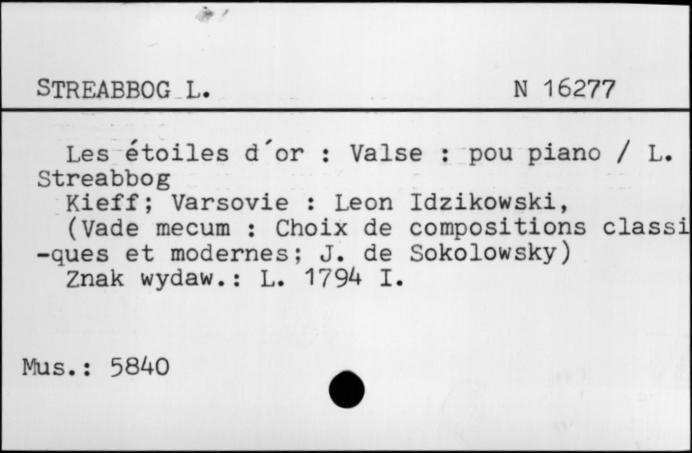 STREABBOG L. N 16277
Les étoiles d´or : Valse : pou piano / L.
Streabbog
Kieff; Varsovie : Leon Idzikowski,
(Vade mecum : Choix de compositions classi
-ques et modernes; J. de Sokolowsky)
Znak wydaw.: L. 1794 I.
Mus.: 5840